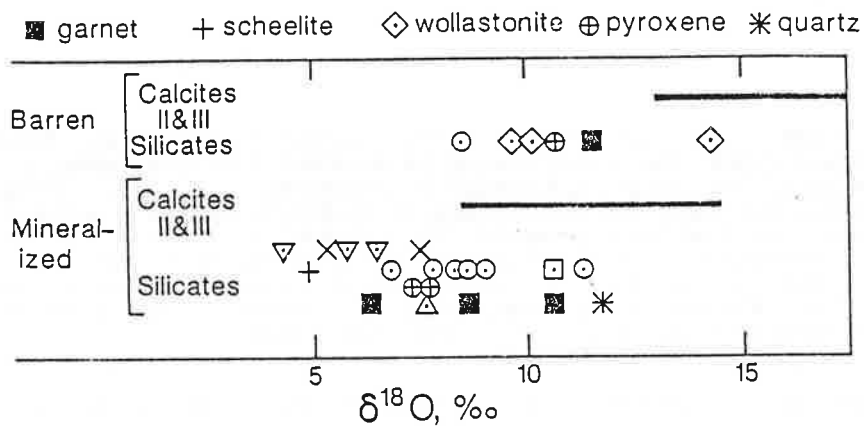 garnet scheelite wollastonite pyroxene quartz
Barren
Calcites
II&III
Silicates
Mineral-
ized
Calcites
II&III
Silicates
5 10 15
δ18O, ‰